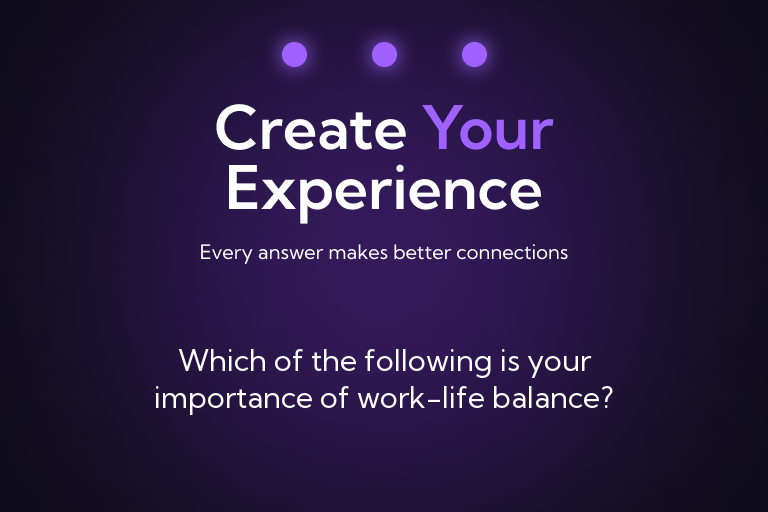 Create Your
Experience
Every answer makes better connections
Which of the following is your
importance of work-life balance?